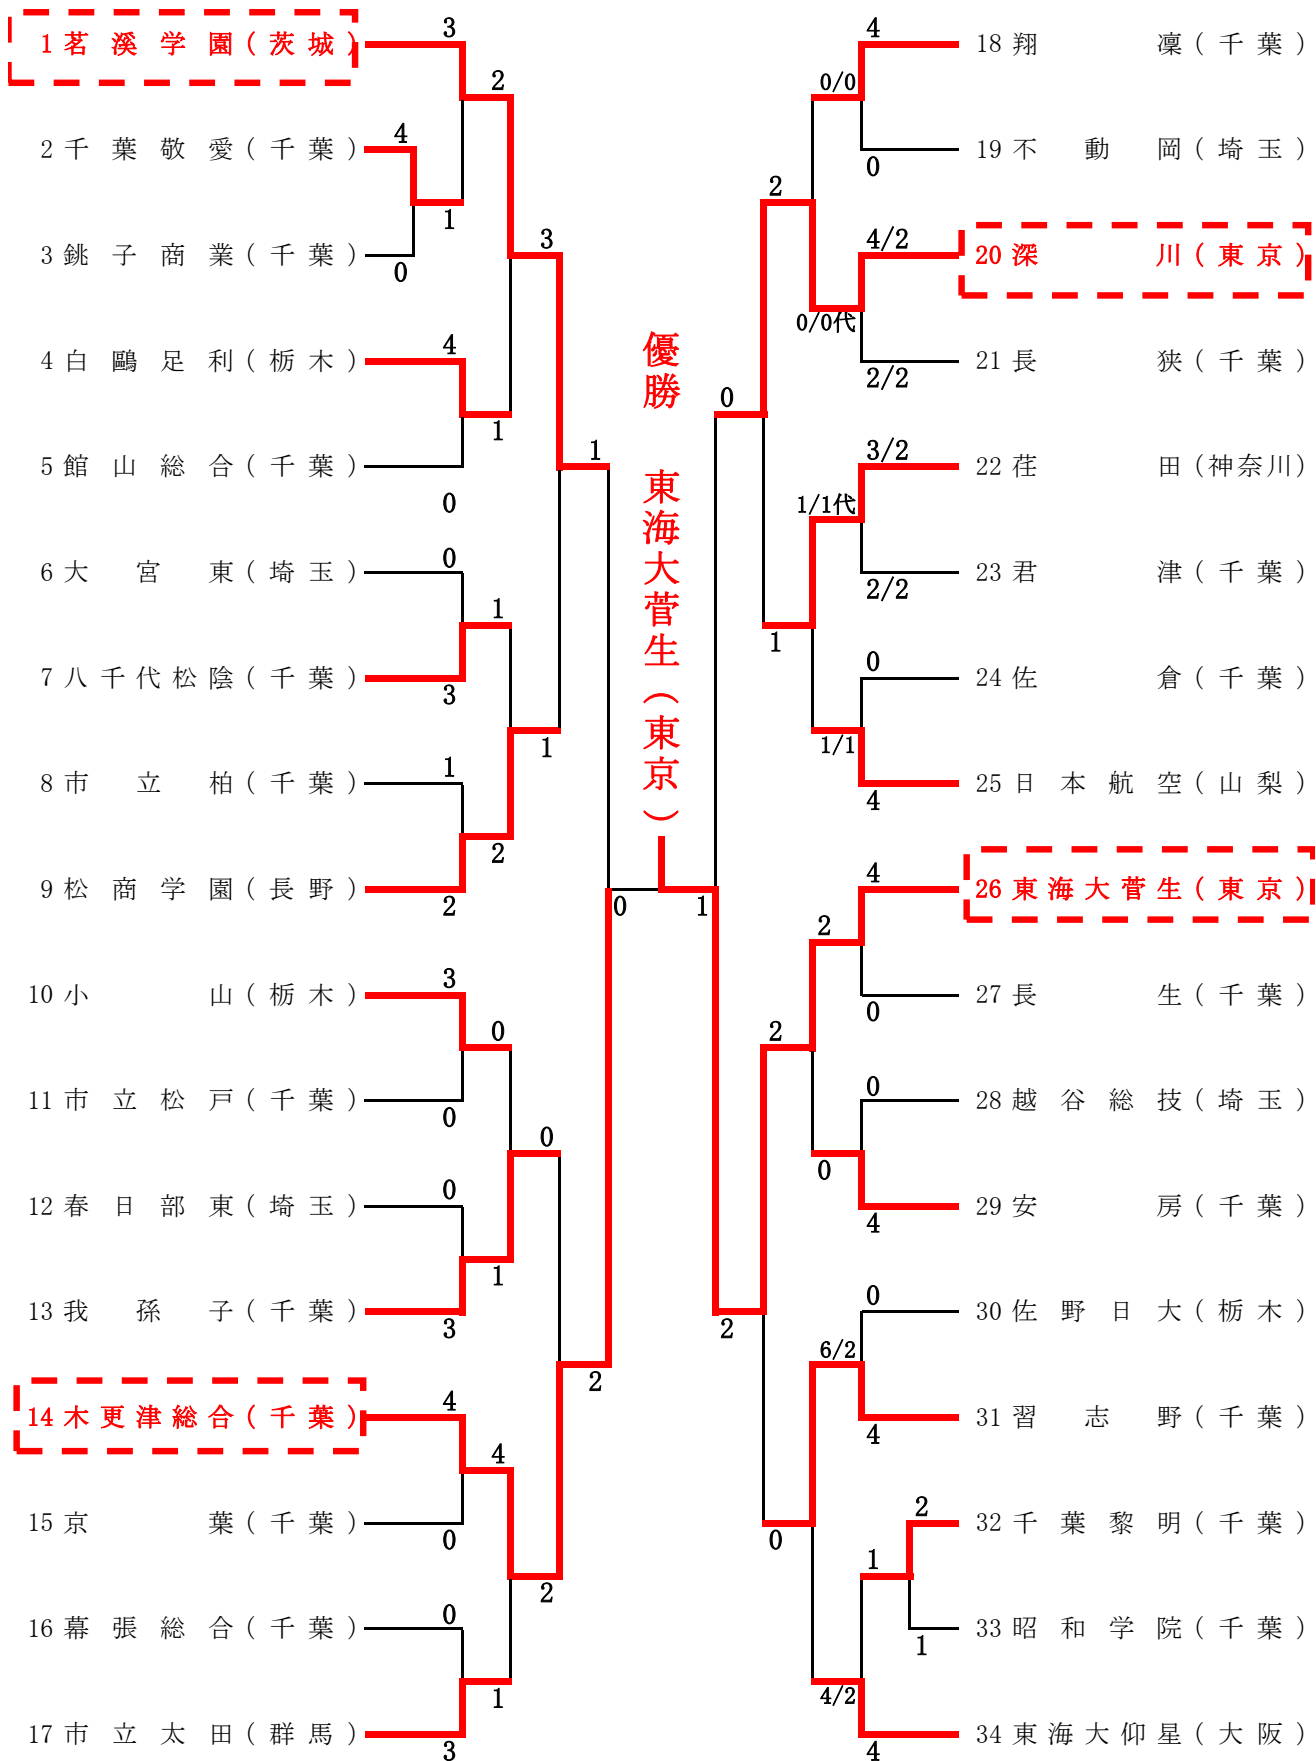 1 茗溪学園(茨城)
2 千葉敬愛(千葉)
3 銚子商業(千葉)
4 白鷗足利(栃木)
5 館山総合(千葉)
6 大宮東(埼玉)
7 八千代松陰(千葉)
8 市立柏(千葉)
9 松商学園(長野)
10 小山(栃木)
11 市立松戸(千葉)
12 春日部東(埼玉)
13 我孫子(千葉)
14 木更津総合(千葉)
15 京葉(千葉)
16 幕張総合(千葉)
17 市立太田(群馬)
3
4
0
1
4
0
0
3
1
2
3
0
0
3
4
0
0
3
2
1
1
2
0
1
4
1
3
1
0
2
1
2
0
優勝 東海大菅生(東京)
1
0
2
2
1
2
0
0/0
0/0代
1/1代
1/1
2
0
6/2
4/2
4
0
4/2
2/2
3/2
2/2
0
4
4
0
0
4
0
4
1
2
1
4
18 翔凜(千葉)
19 不動岡(埼玉)
20 深川(東京)
21 長狭(千葉)
22 荏田(神奈川)
23 君津(千葉)
24 佐倉(千葉)
25 日本航空(山梨)
26 東海大菅生(東京)
27 長生(千葉)
28 越谷総技(埼玉)
29 安房(千葉)
30 佐野日大(栃木)
31 習志野(千葉)
32 千葉黎明(千葉)
33 昭和学院(千葉)
34 東海大仰星(大阪)